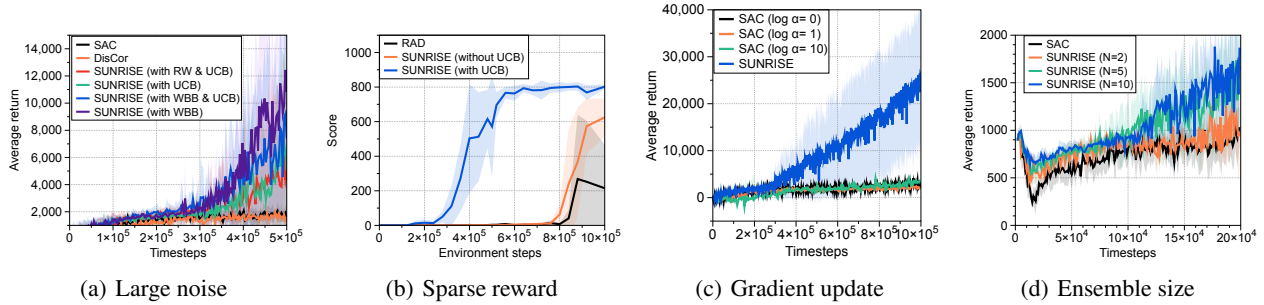 14,000
12,000
10,000
8,000
6,000
4,000
2,000
Average return
SAC
DisCor
SUNRISE (with RW & UCB)
SUNRISE (with UCB)
SUNRISE (with WBB & UCB)
SUNRISE (with WBB)
0 1×10⁵ 2×10⁵ 3×10⁵ 4×10⁵ 5×10⁵
Timesteps
(a) Large noise
1000
800
600
400
200
0
Score
RAD
SUNRISE (without UCB)
SUNRISE (with UCB)
0 2×10⁵ 4×10⁵ 6×10⁵ 8×10⁵ 10×10⁵
Environment steps
(b) Sparse reward
40,000
30,000
20,000
10,000
0
Average return
SAC (log α= 0)
SAC (log α= 1)
SAC (log α= 10)
SUNRISE
0 2×10⁵ 4×10⁵ 6×10⁵ 8×10⁵ 10×10⁵
Timesteps
(c) Gradient update
2000
1500
1000
500
0
Average return
SAC
SUNRISE (N=2)
SUNRISE (N=5)
SUNRISE (N=10)
0 5×10⁴ 10×10⁴ 15×10⁴ 20×10⁴
Timesteps
(d) Ensemble size